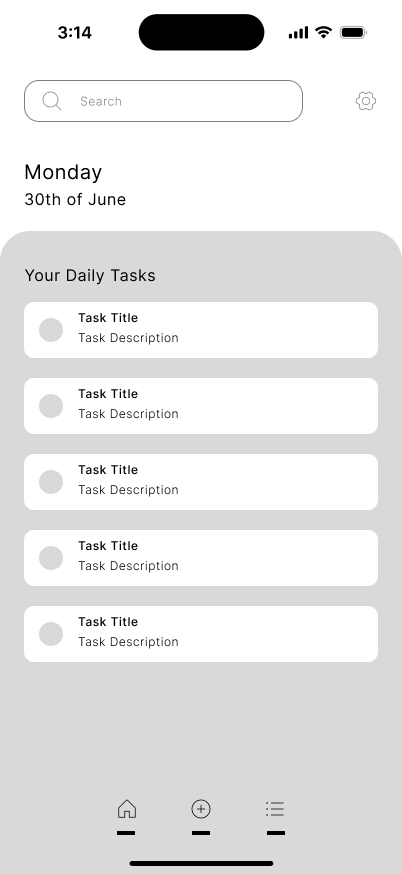 3:14
Search
Monday
30th of June
Your Daily Tasks
Task Title
Task Description
Task Title
Task Description
Task Title
Task Description
Task Title
Task Description
Task Title
Task Description